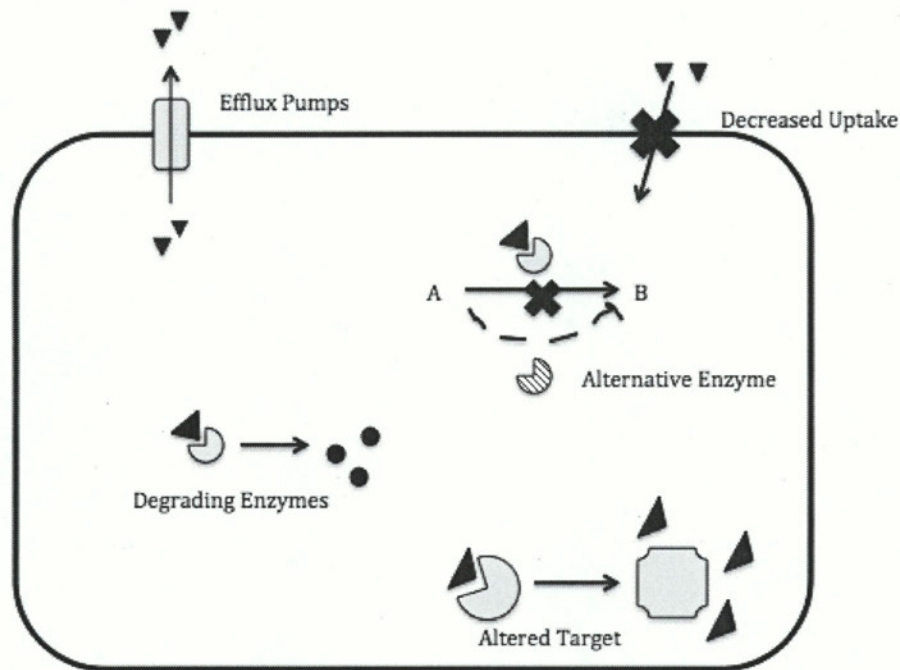 Efflux Pumps
Decreased Uptake
A
B
Alternative Enzyme
Degrading Enzymes
Altered Target